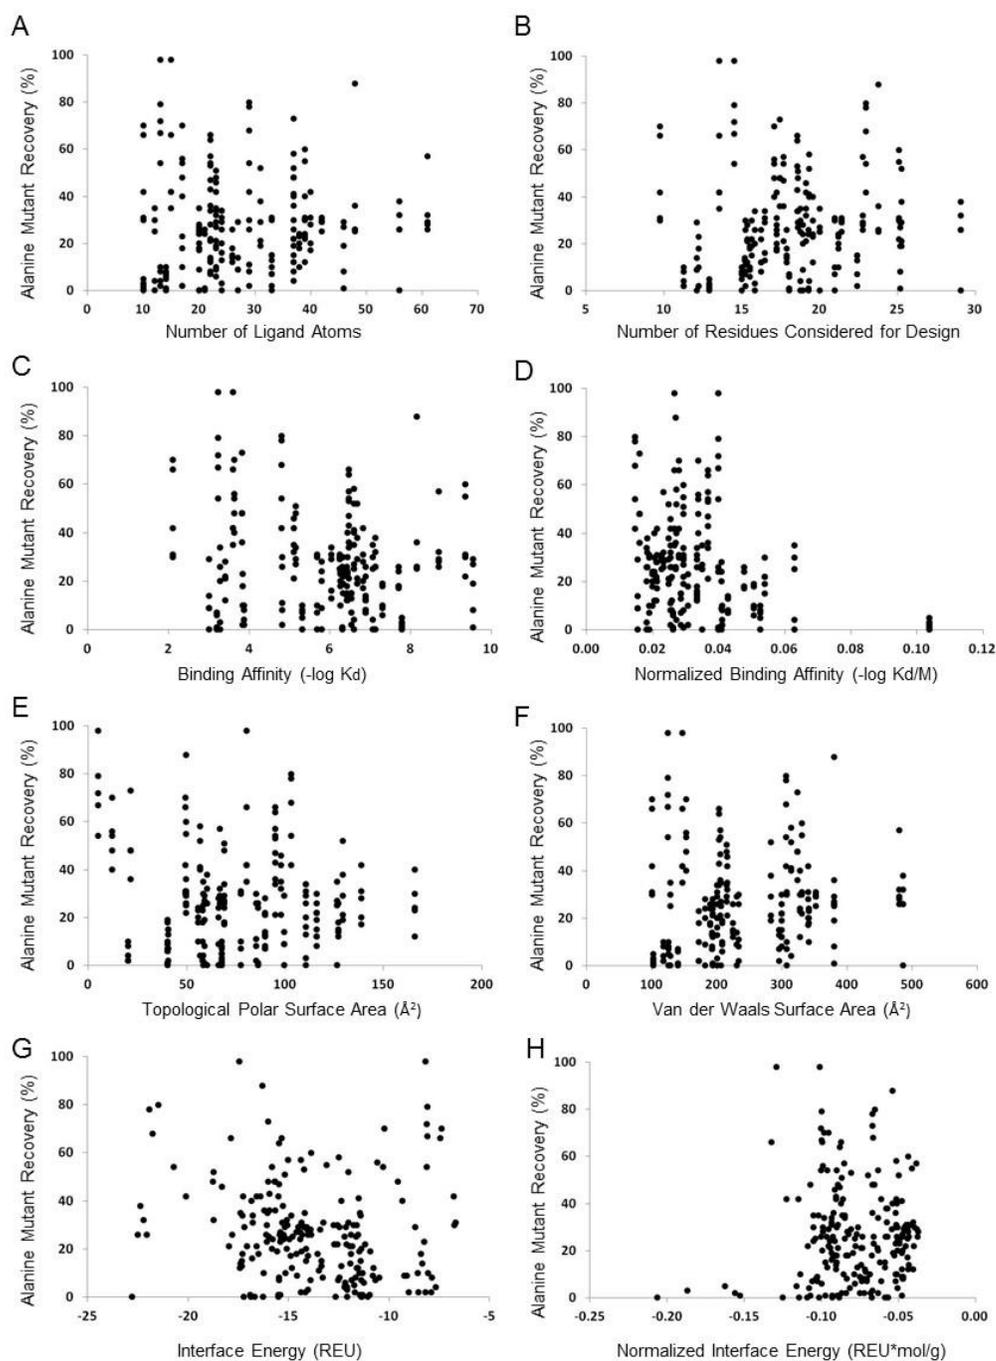 A
B
Alanine Mutant Recovery (%)
100
80
60
40
20
0
0 10 20 30 40 50 60 70
Number of Ligand Atoms
Alanine Mutant Recovery (%)
100
80
60
40
20
0
5 10 15 20 25 30
Number of Residues Considered for Design
C
D
Alanine Mutant Recovery (%)
100
80
60
40
20
0
0 2 4 6 8 10
Binding Affinity (-log Kd)
Alanine Mutant Recovery (%)
100
80
60
40
20
0
0.00 0.02 0.04 0.06 0.08 0.10 0.12
Normalized Binding Affinity (-log Kd/M)
E
F
Alanine Mutant Recovery (%)
100
80
60
40
20
0
0 50 100 150 200
Topological Polar Surface Area (Å²)
Alanine Mutant Recovery (%)
100
80
60
40
20
0
0 100 200 300 400 500 600
Van der Waals Surface Area (Å²)
G
H
Alanine Mutant Recovery (%)
100
80
60
40
20
0
-25 -20 -15 -10 -5
Interface Energy (REU)
Alanine Mutant Recovery (%)
100
80
60
40
20
0
-0.25 -0.20 -0.15 -0.10 -0.05 0.00
Normalized Interface Energy (REU*mol/g)